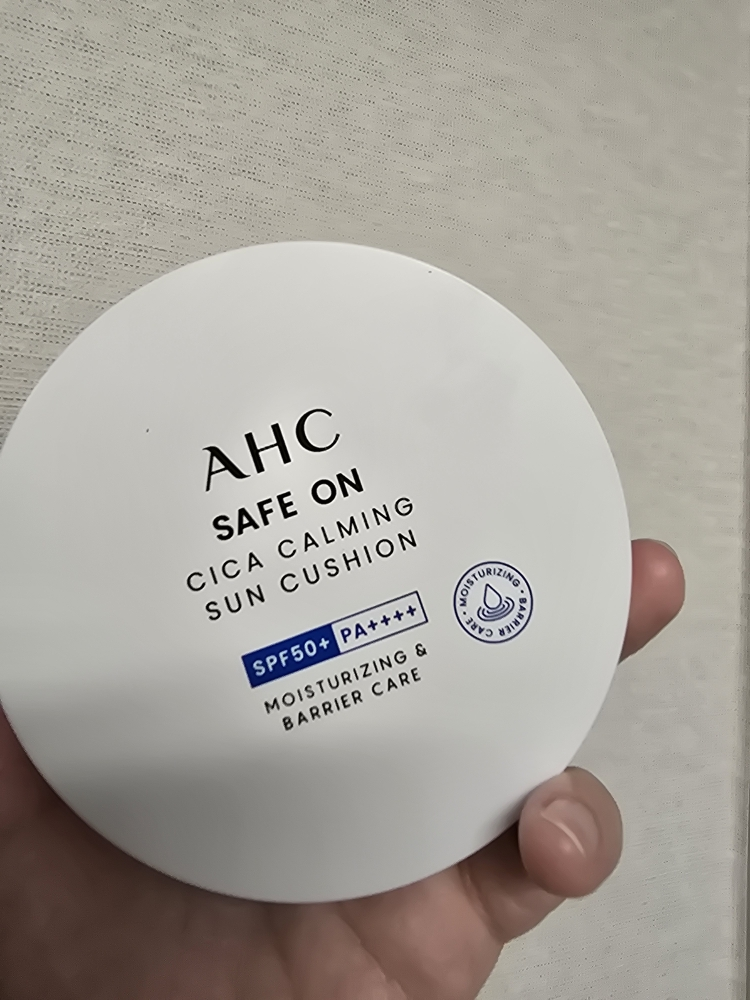 AHC
SAFE ON
CICA CALMING
SUN CUSHION
SPF50+ PA++++
MOISTURIZING &
BARRIER CARE
MOISTURIZING • BARRIER CARE •